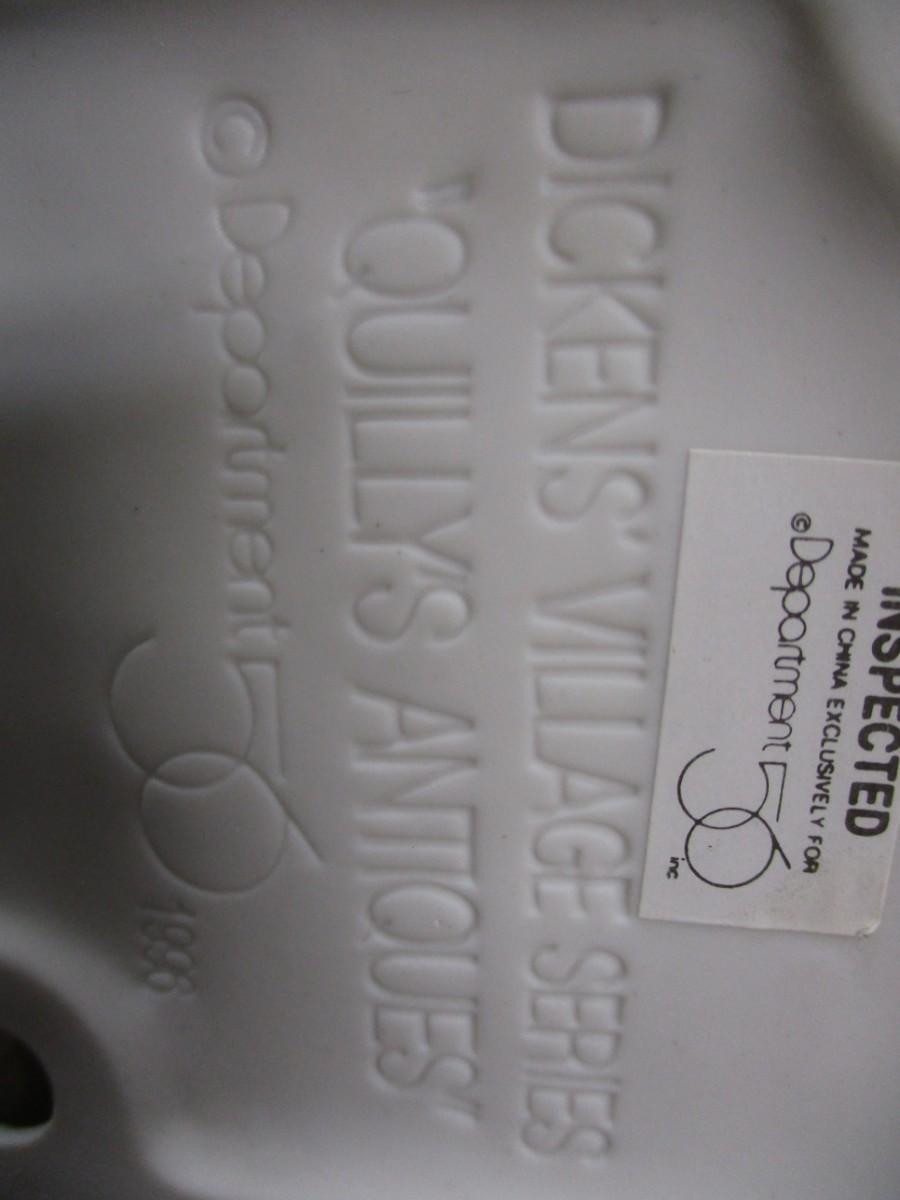 DICKENS' VILLAGE SERIES
"QUILLY'S ANTIQUES"
© Department 56 1996
INSPECTED
MADE IN CHINA EXCLUSIVELY FOR
© Department 56 inc.